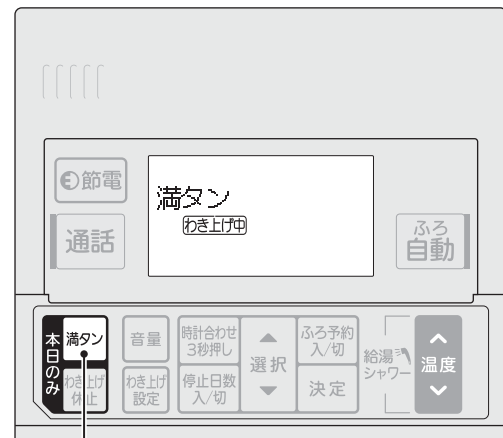 節電
通話
満タン
わき上げ中
ふろ
自動
本日のみ
満タン
わき上げ
休止
音量
わき上げ
設定
時計合わせ
3秒押し
停止日数
入/切
選択
ふろ予約
入/切
決定
給湯
シャワー
温度